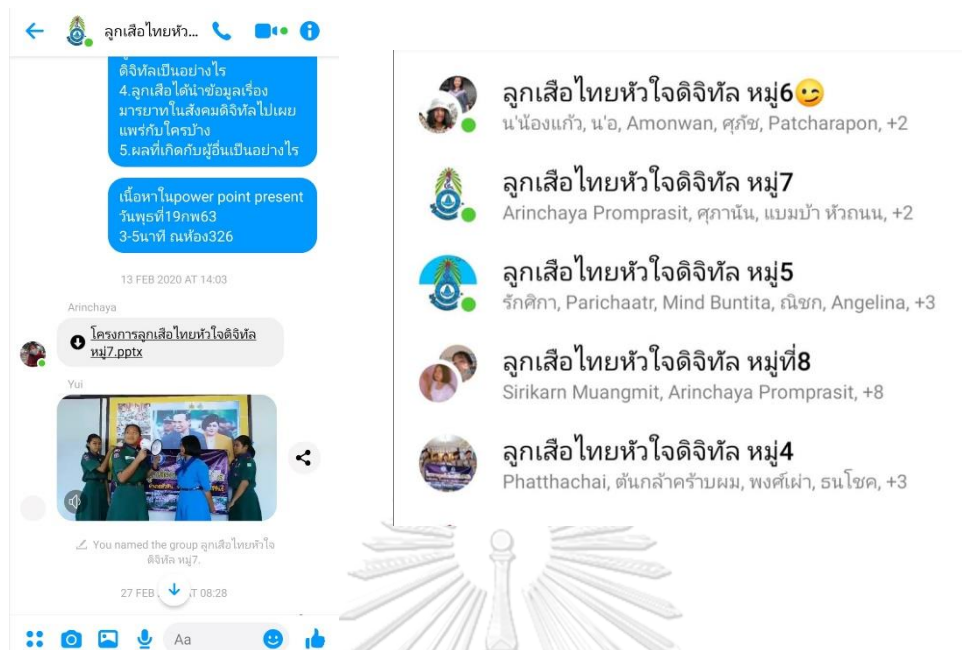 ลูกเสือไทยหัว...
ดิจิทัลเป็นอย่างไร
4.ลูกเสือได้นำข้อมูลเรื่อง
มารยาทในสังคมดิจิทัลไปเผย
แพร่กับใครบ้าง
5.ผลที่เกิดกับผู้อื่นเป็นอย่างไร
เนื้อหาในpower point present
วันพุธที่19กพ63
3-5นาที ณห้อง326
13 FEB 2020 AT 14:03
Arinchaya
โครงการลูกเสือไทยหัวใจดิจิทัล
หมู่7.pptx
Yui
You named the group ลูกเสือไทยหัวใจ
ดิจิทัล หมู่7.
27 FEB T 08:28
Aa
ลูกเสือไทยหัวใจดิจิทัล หมู่6😉
น'น้องแก้ว, น'อ, Amonwan, ศุภัช, Patcharapon, +2
ลูกเสือไทยหัวใจดิจิทัล หมู่7
Arinchaya Promprasit, ศุภานัน, แบมบ้า หัวถนน, +2
ลูกเสือไทยหัวใจดิจิทัล หมู่5
รักศิกา, Parichaatr, Mind Buntita, ณิชก, Angelina, +3
ลูกเสือไทยหัวใจดิจิทัล หมู่ที่8
Sirikarn Muangmit, Arinchaya Promprasit, +8
ลูกเสือไทยหัวใจดิจิทัล หมู่4
Phatthachai, ต้นกล้าคร้าบผม, พงศ์เผ่า, ธนโชค, +3